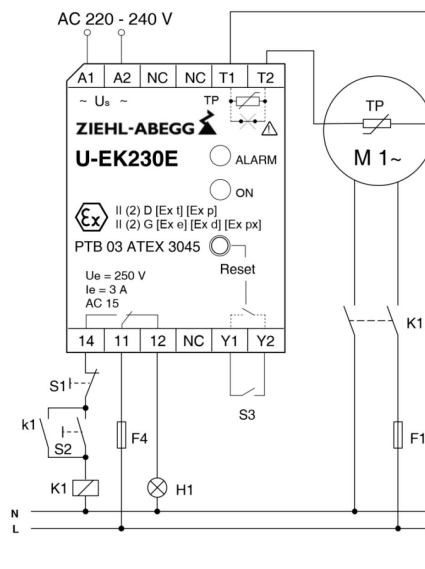 AC 220 - 240 V
A1 A2 NC NC T1 T2
~ Us ~ TP
ZIEHL-ABEGG
U-EK230E
ALARM
ON
Ex II (2) D [Ex t] [Ex p]
II (2) G [Ex e] [Ex d] [Ex px]
PTB 03 ATEX 3045
Reset
Ue = 250 V
Ie = 3 A
AC 15
14 11 12 NC Y1 Y2
TP
M 1~
K1
S1
S3
k1
S2
F4
F1
K1
H1
N
L